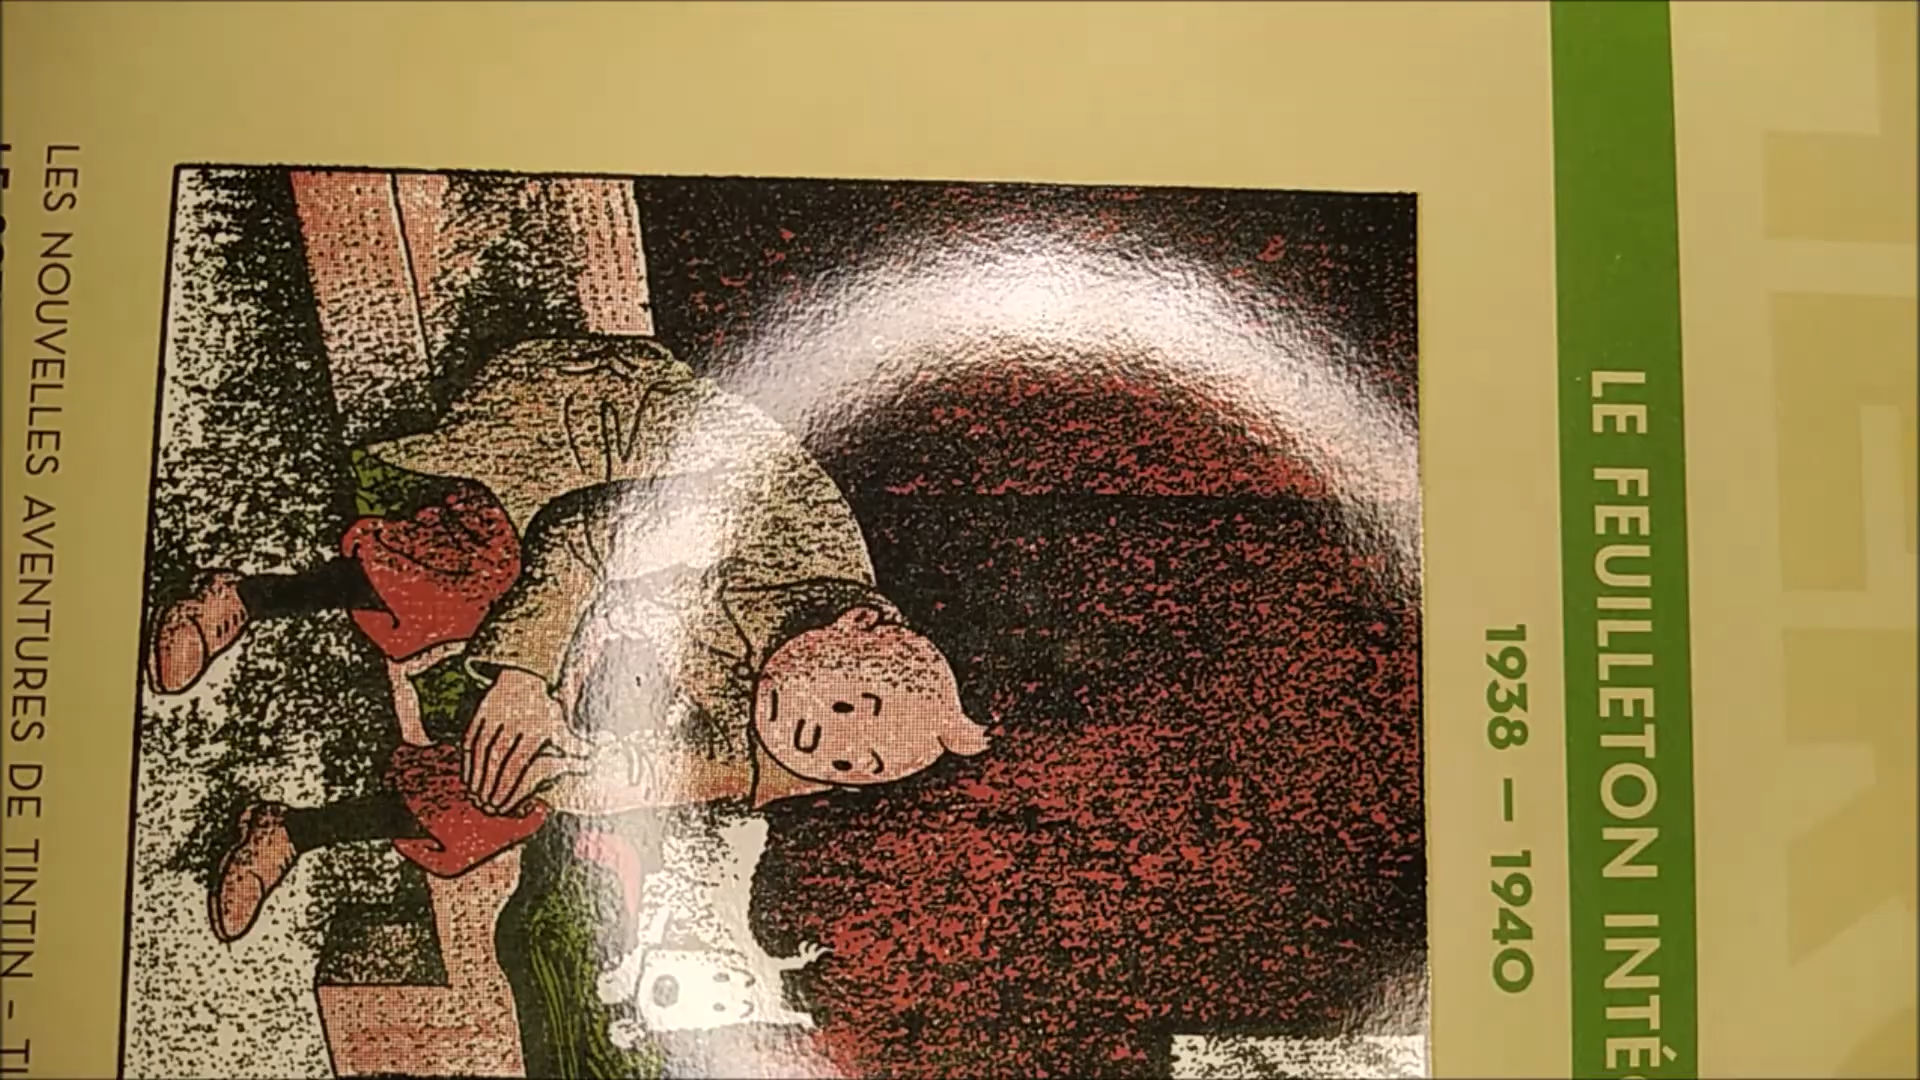 LE FEUILLETON INTÉ
1938 – 1940
LES NOUVELLES AVENTURES DE TINTIN -